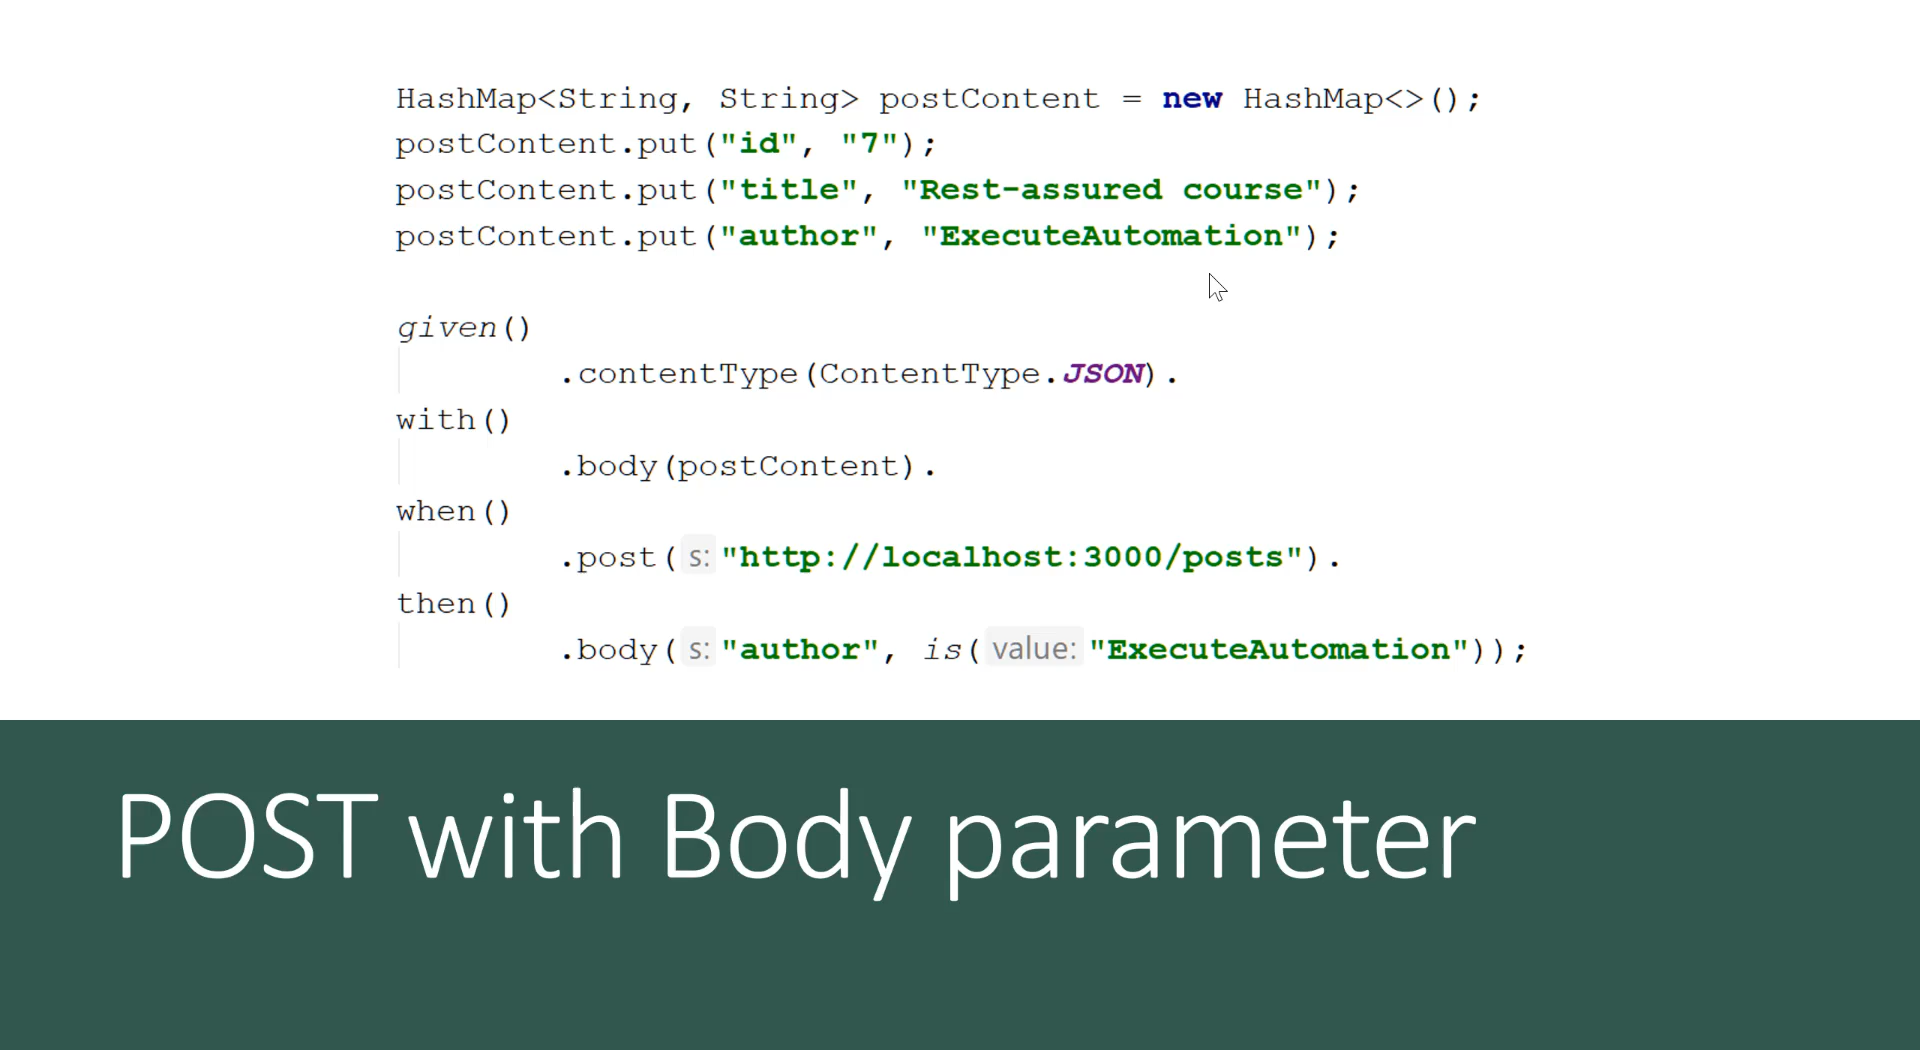 HashMap<String, String> postContent = new HashMap<>();
postContent.put("id", "7");
postContent.put("title", "Rest-assured course");
postContent.put("author", "ExecuteAutomation");
given()
.contentType(ContentType.JSON).
with()
.body(postContent).
when()
.post( s: "http://localhost:3000/posts").
then()
.body( s: "author", is( value: "ExecuteAutomation"));
POST with Body parameter